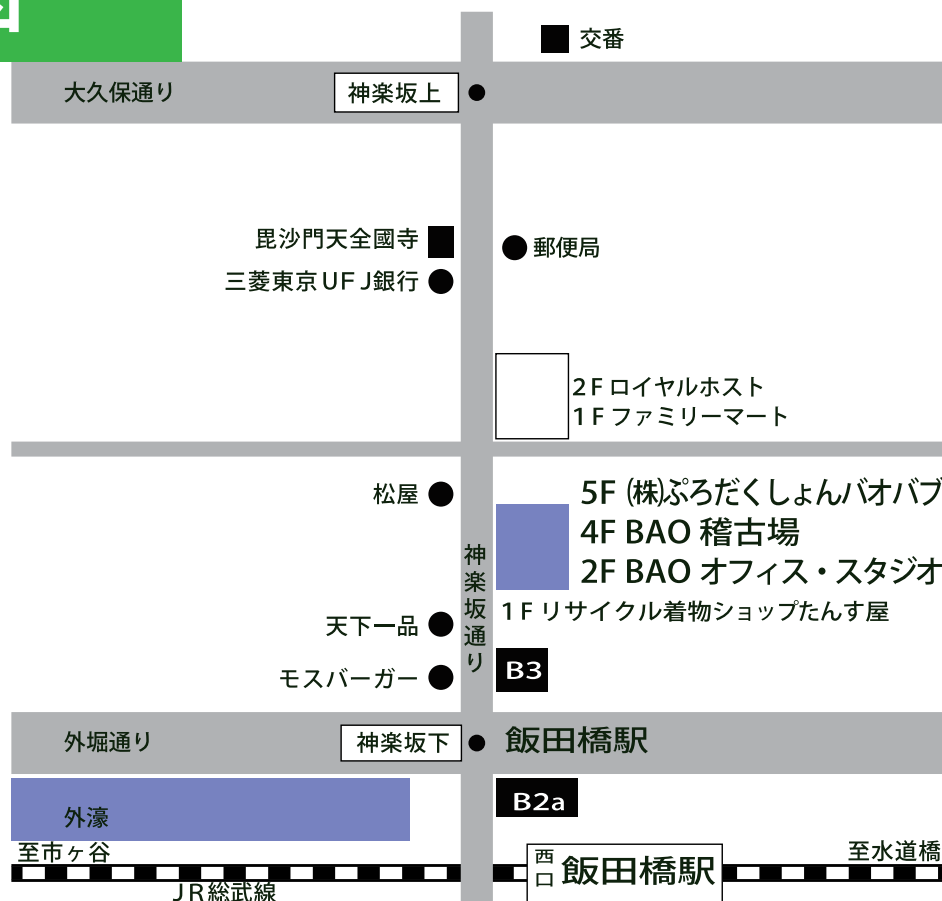 交番
大久保通り
神楽坂上
毘沙門天全國寺
郵便局
三菱東京UFJ銀行
2Fロイヤルホスト
1Fファミリーマート
松屋
5F (株)ぷろだくしょんバオバブ
4F BAO 稽古場
2F BAO オフィス・スタジオ
1Fリサイクル着物ショップたんす屋
神楽坂通り
天下一品
モスバーガー
B3
外堀通り
神楽坂下
飯田橋駅
B2a
外濠
至市ヶ谷
JR総武線
西口
飯田橋駅
至水道橋